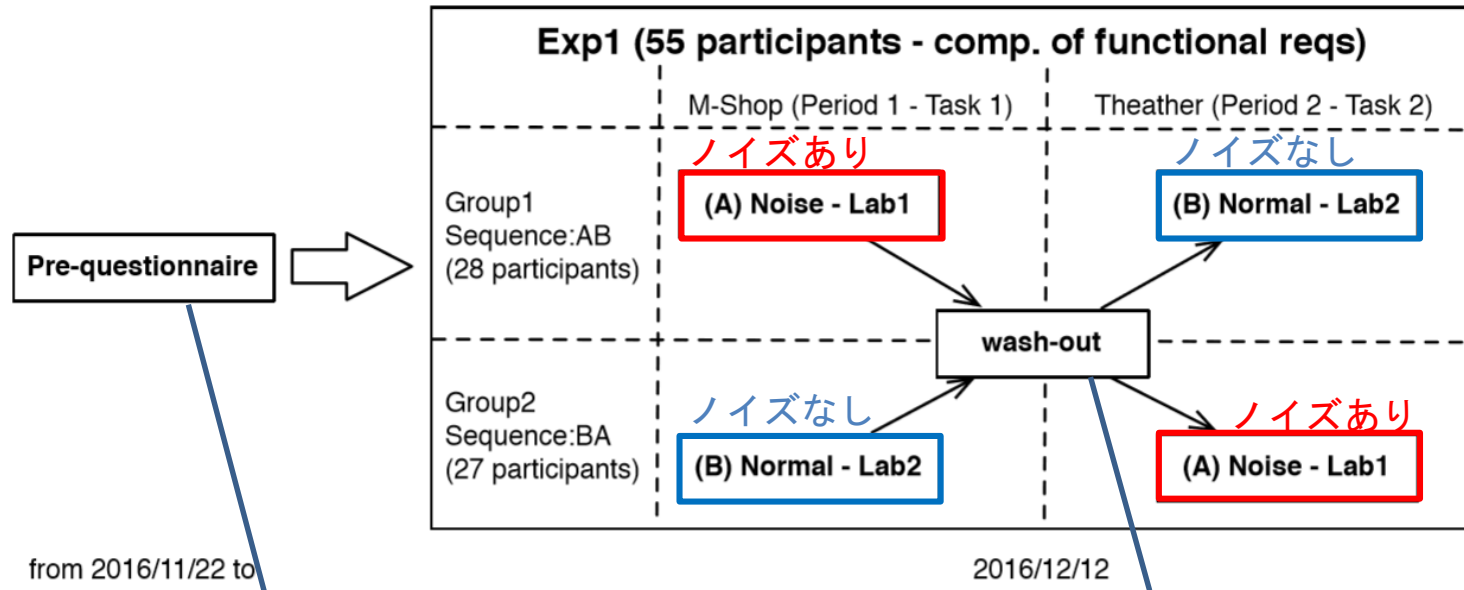 Exp1 (55 participants - comp. of functional reqs)
M-Shop (Period 1 - Task 1)
Theather (Period 2 - Task 2)
ノイズあり
ノイズなし
Group1
Sequence:AB
(28 participants)
(A) Noise - Lab1
(B) Normal - Lab2
Pre-questionnaire
wash-out
Group2
Sequence:BA
(27 participants)
ノイズなし
ノイズあり
(B) Normal - Lab2
(A) Noise - Lab1
from 2016/11/22 to
2016/12/12